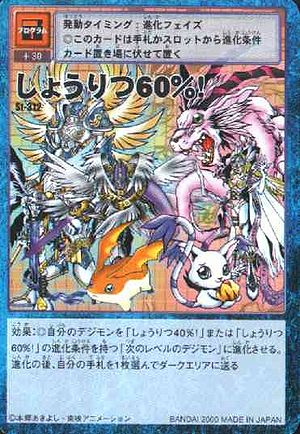 プログラム
+30
発動タイミング：進化フェイズ
◎このカードは手札かスロットから進化条件
カード置き場に伏せて置く
しょうりつ60%!
St-312
効果：◎自分のデジモンを「しょうりつ40%!」または「しょうりつ
60%!」の進化条件を持つ「次のレベルのデジモン」に進化させる。
進化の後、自分の手札を1枚選んでダークエリアに送る
©本郷あきよし・東映アニメーション
BANDAI 2000 MADE IN JAPAN